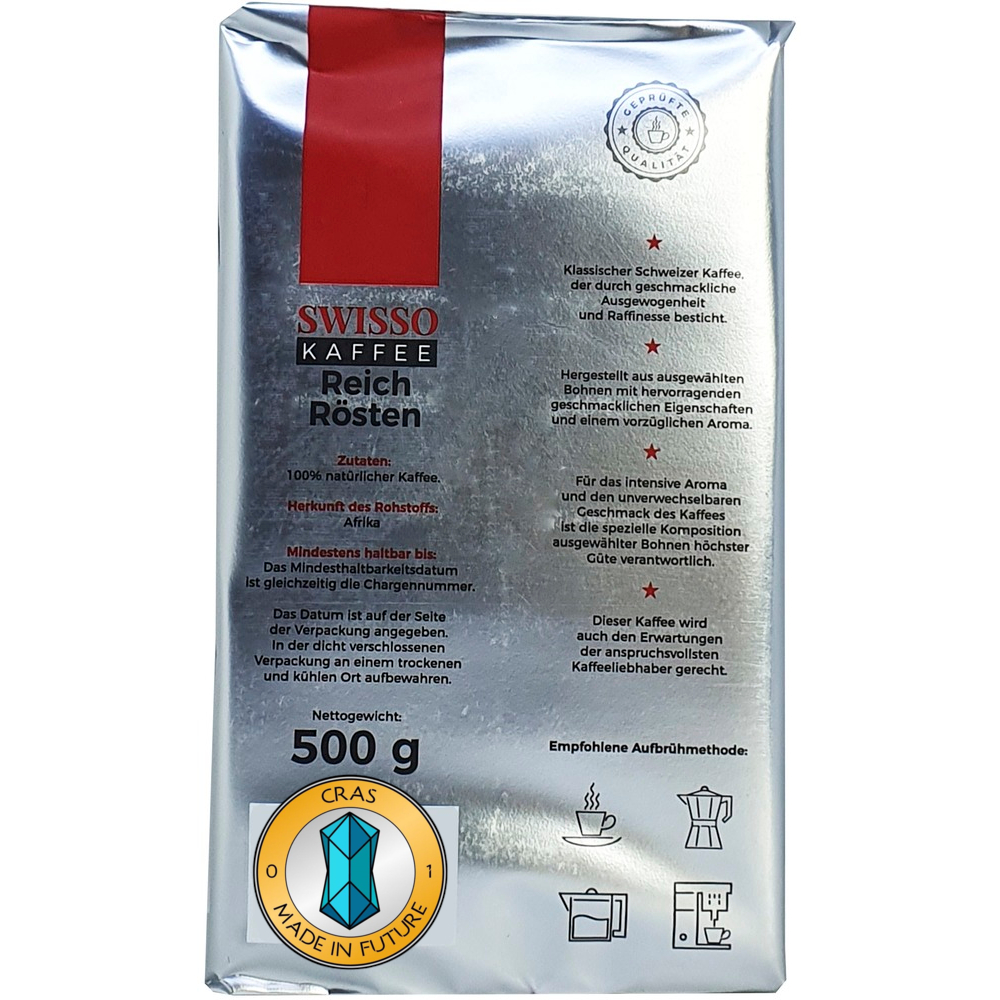 GEPRÜFTE
QUALITÄT
SWISSO
KAFFEE
Reich
Rösten
Zutaten:
100% natürlicher Kaffee.
Herkunft des Rohstoffs:
Afrika
Mindestens haltbar bis:
Das Mindesthaltbarkeitsdatum
ist gleichzeitig die Chargennummer.
Das Datum ist auf der Seite
der Verpackung angegeben.
In der dicht verschlossenen
Verpackung an einem trockenen
und kühlen Ort aufbewahren.
Nettogewicht:
500 g
CRAS
0 1
MADE IN FUTURE
Klassischer Schweizer Kaffee,
der durch geschmackliche
Ausgewogenheit
und Raffinesse besticht.
Hergestellt aus ausgewählten
Bohnen mit hervorragenden
geschmacklichen Eigenschaften
und einem vorzüglichen Aroma.
Für das intensive Aroma
und den unverwechselbaren
Geschmack des Kaffees
ist die spezielle Komposition
ausgewählter Bohnen höchster
Güte verantwortlich.
Dieser Kaffee wird
auch den Erwartungen
der anspruchsvollsten
Kaffeeliebhaber gerecht.
Empfohlene Aufbrühmethode: